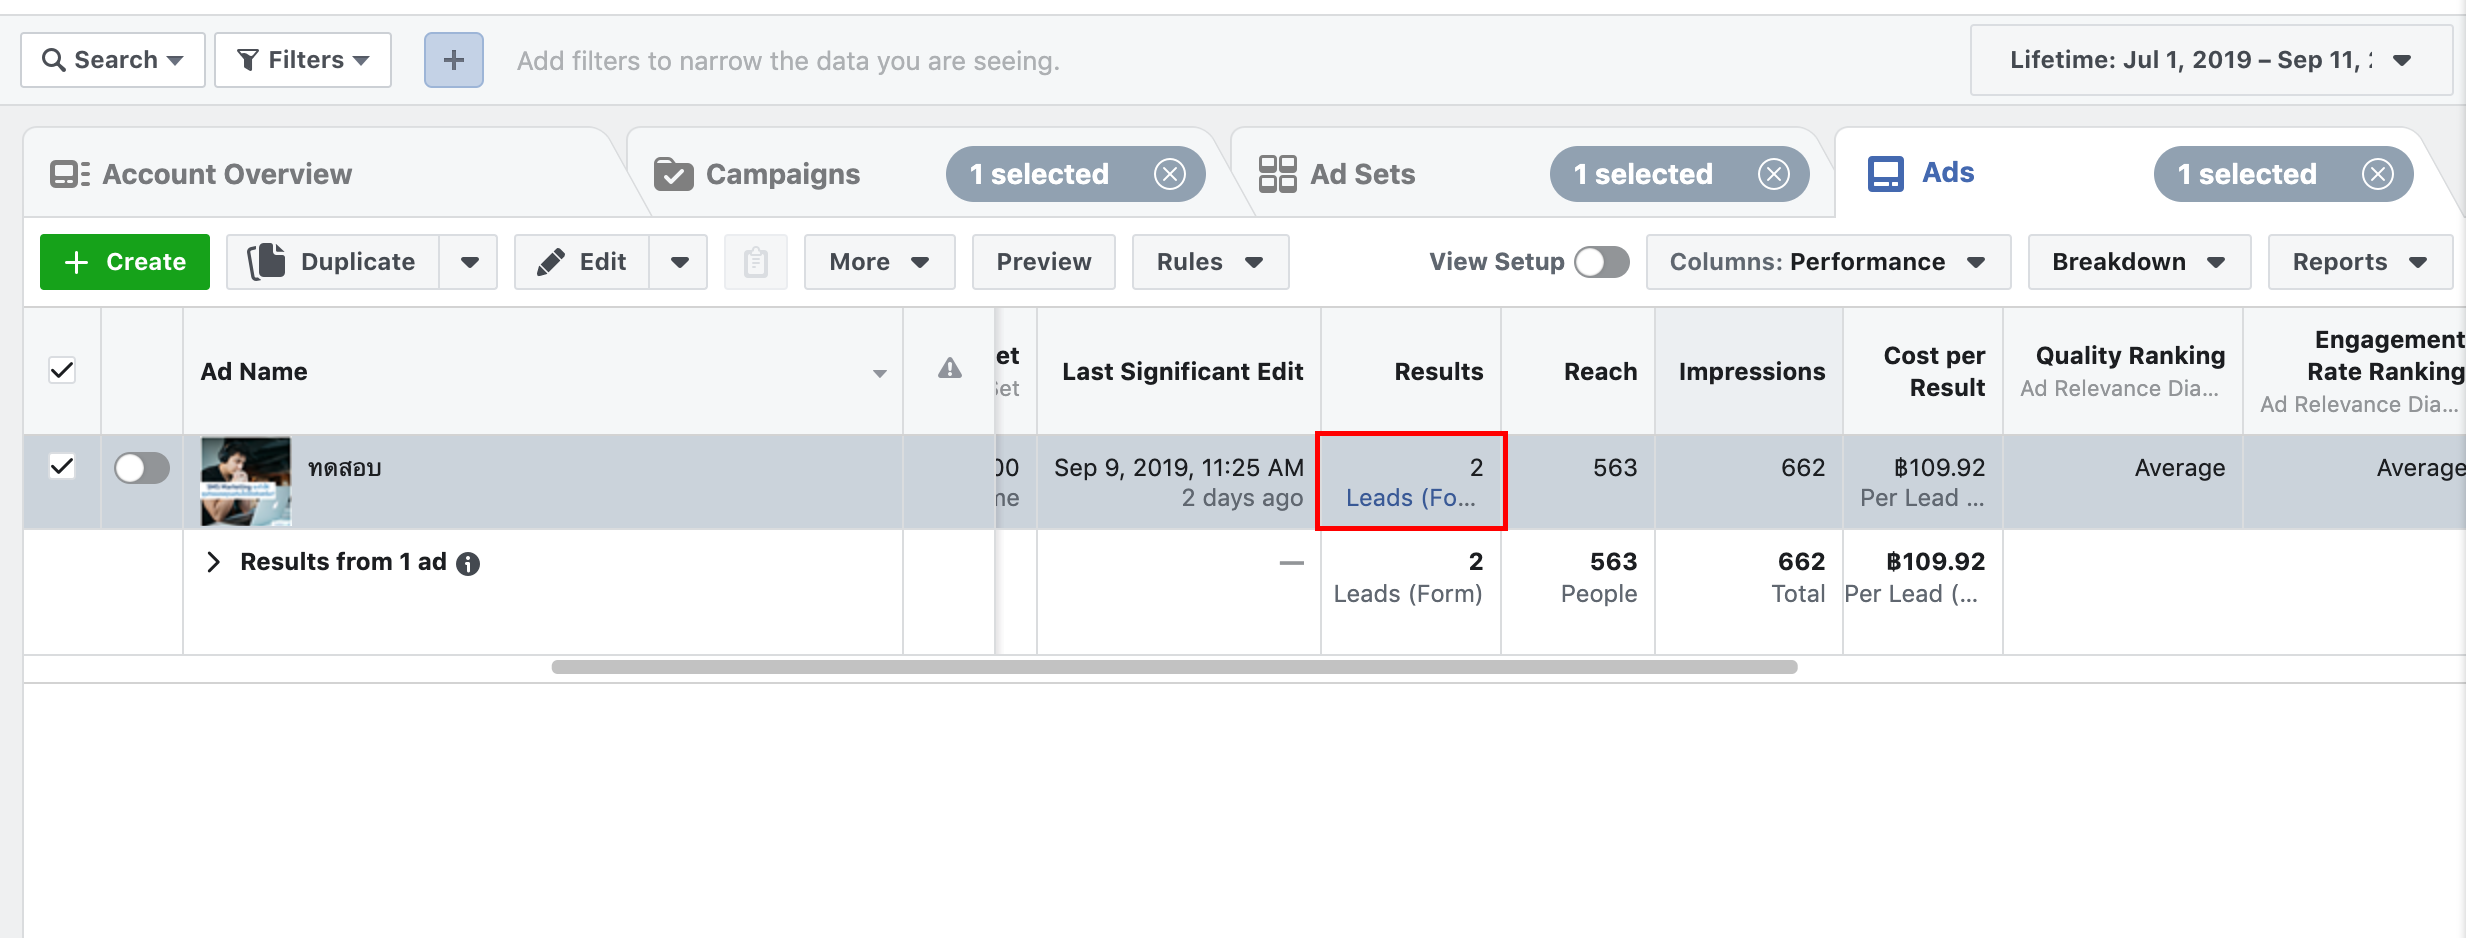 Search
Filters
+
Add filters to narrow the data you are seeing.
Lifetime: Jul 1, 2019 – Sep 11,
Account Overview
Campaigns
1 selected
Ad Sets
1 selected
Ads
1 selected
+ Create
Duplicate
Edit
More
Preview
Rules
View Setup
Columns: Performance
Breakdown
Reports
Ad Name
et
Set
Last Significant Edit
Results
Reach
Impressions
Cost per
Result
Quality Ranking
Ad Relevance Dia...
Engagement
Rate Ranking
Ad Relevance Dia...
ทดสอบ
00
me
Sep 9, 2019, 11:25 AM
2 days ago
2
Leads (Fo...
563
662
฿109.92
Per Lead ...
Average
Average
Results from 1 ad
—
2
Leads (Form)
563
People
662
Total
฿109.92
Per Lead (...